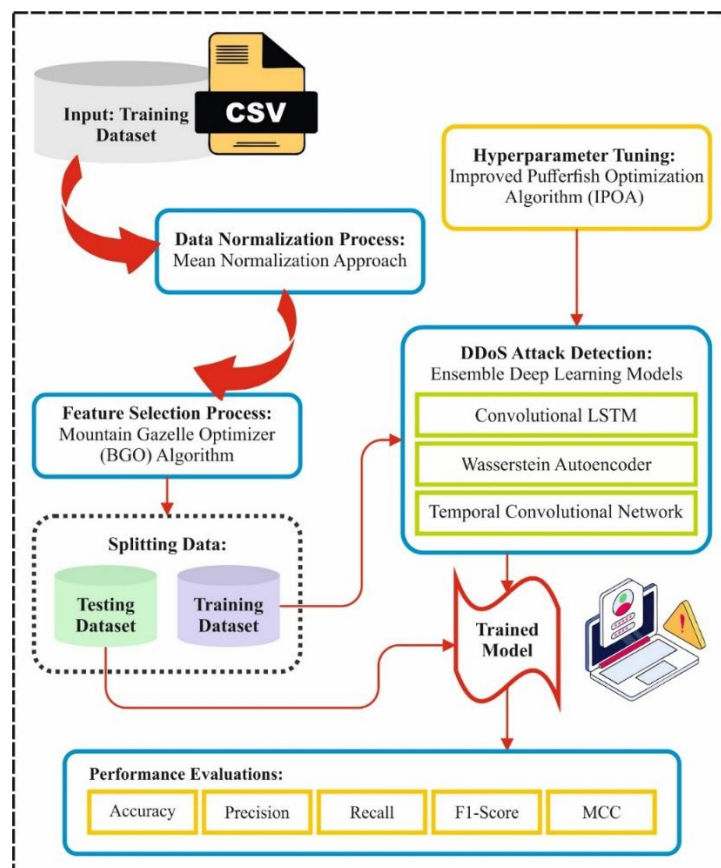 Input: Training
Dataset
CSV
Hyperparameter Tuning:
Improved Pufferfish Optimization
Algorithm (IPOA)
Data Normalization Process:
Mean Normalization Approach
DDoS Attack Detection:
Ensemble Deep Learning Models
Convolutional LSTM
Wasserstein Autoencoder
Temporal Convolutional Network
Feature Selection Process:
Mountain Gazelle Optimizer
(BGO) Algorithm
Splitting Data:
Testing
Dataset
Training
Dataset
Trained
Model
Performance Evaluations:
Accuracy
Precision
Recall
F1-Score
MCC